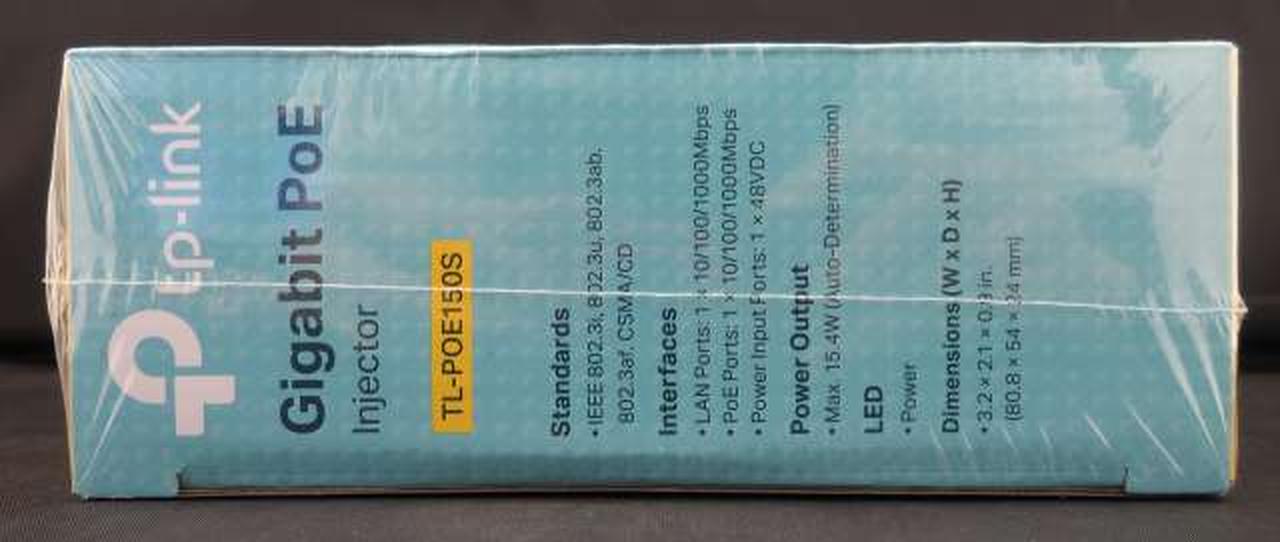 tp-link
Gigabit PoE
Injector
TL-POE150S
Standards
• IEEE 802.3i, 802.3u, 802.3ab,
802.3af, CSMA/CD
Interfaces
• LAN Ports: 1 × 10/100/1000Mbps
• PoE Ports: 1 × 10/100/1000Mbps
• Power Input Ports: 1 × 48VDC
Power Output
• Max 15.4W (Auto-Determination)
LED
• Power
Dimensions (W x D x H)
• 3.2 × 2.1 × 0.9 in.
(80.8 × 54 × 24 mm)